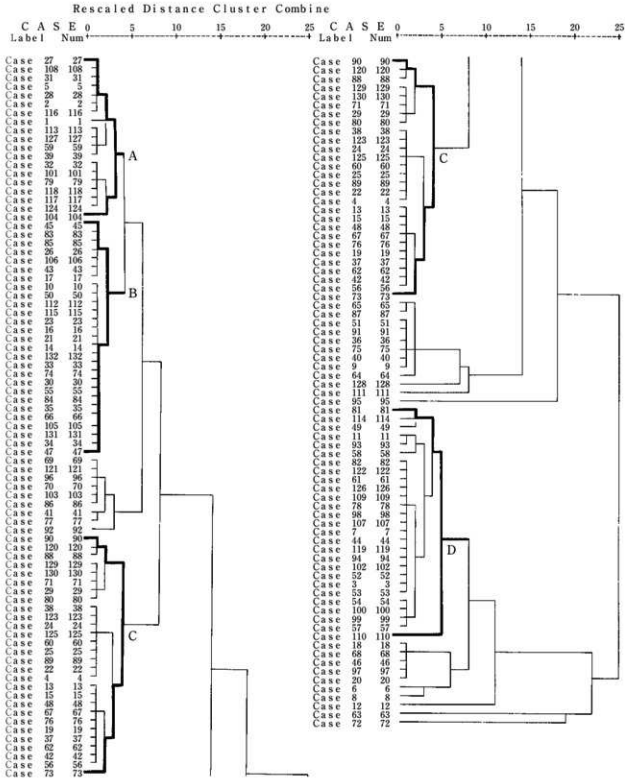 Rescaled Distance Cluster Combine
C A S E 0 5 10 15 20 25
Label Num
Case 27 27
Case 108 108
Case 31 31
Case 5 5
Case 28 28
Case 2 2
Case 116 116
Case 1 1
Case 113 113
Case 127 127
Case 59 59
Case 39 39
A
Case 32 32
Case 101 101
Case 79 79
Case 118 118
Case 117 117
Case 124 124
Case 104 104
Case 45 45
Case 83 83
Case 85 85
Case 26 26
Case 106 106
Case 43 43
Case 17 17
Case 10 10
B
Case 50 50
Case 112 112
Case 115 115
Case 23 23
Case 16 16
Case 21 21
Case 14 14
Case 132 132
Case 33 33
Case 74 74
Case 30 30
Case 55 55
Case 84 84
Case 35 35
Case 66 66
Case 105 105
Case 131 131
Case 34 34
Case 47 47
Case 69 69
Case 121 121
Case 96 96
Case 70 70
Case 103 103
Case 86 86
Case 41 41
Case 77 77
Case 92 92
Case 90 90
Case 120 120
Case 88 88
Case 129 129
Case 130 130
Case 71 71
Case 29 29
Case 80 80
Case 38 38
Case 123 123
Case 24 24
Case 125 125
C
Case 60 60
Case 25 25
Case 89 89
Case 22 22
Case 4 4
Case 13 13
Case 15 15
Case 48 48
Case 67 67
Case 76 76
Case 19 19
Case 37 37
Case 62 62
Case 42 42
Case 56 56
Case 73 73
C A S E 0 5 10 15 20 25
Label Num
Case 90 90
Case 120 120
Case 88 88
Case 129 129
Case 130 130
Case 71 71
Case 29 29
Case 80 80
Case 38 38
Case 123 123
Case 24 24
Case 125 125
C
Case 60 60
Case 25 25
Case 89 89
Case 22 22
Case 4 4
Case 13 13
Case 15 15
Case 48 48
Case 67 67
Case 76 76
Case 19 19
Case 37 37
Case 62 62
Case 42 42
Case 56 56
Case 73 73
Case 65 65
Case 87 87
Case 51 51
Case 91 91
Case 36 36
Case 75 75
Case 40 40
Case 9 9
Case 64 64
Case 128 128
Case 111 111
Case 95 95
Case 81 81
Case 114 114
Case 49 49
Case 11 11
Case 93 93
Case 58 58
Case 82 82
Case 122 122
Case 61 61
Case 126 126
Case 109 109
Case 78 78
Case 98 98
Case 107 107
Case 7 7
Case 44 44
Case 119 119
D
Case 94 94
Case 102 102
Case 52 52
Case 3 3
Case 53 53
Case 54 54
Case 100 100
Case 99 99
Case 57 57
Case 110 110
Case 18 18
Case 68 68
Case 46 46
Case 97 97
Case 20 20
Case 6 6
Case 8 8
Case 12 12
Case 63 63
Case 72 72